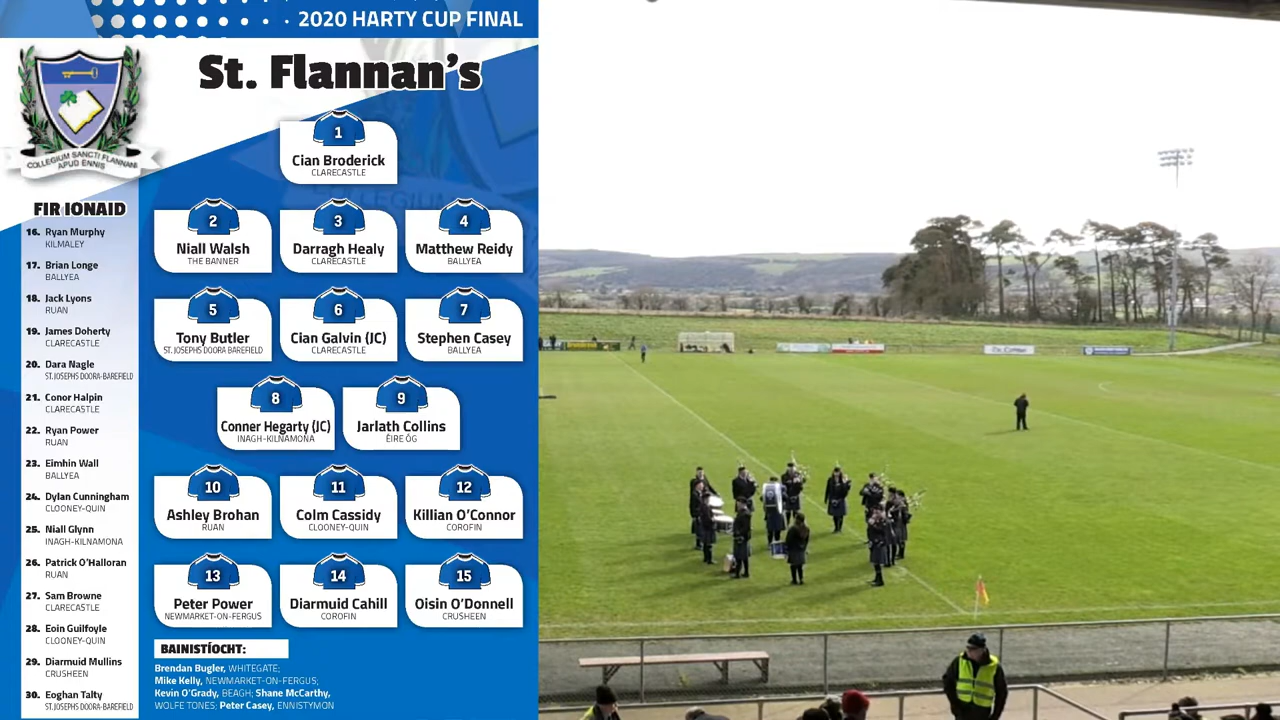 2020 HARTY CUP FINAL
St. Flannan's
COLLEGIUM SANCTI FLANNANI
APUD ENNIS
1
Cian Broderick
CLARECASTLE
2
Niall Walsh
THE BANNER
3
Darragh Healy
CLARECASTLE
4
Matthew Reidy
BALLYEA
5
Tony Butler
ST. JOSEPHS DOORA BAREFIELD
6
Cian Galvin (JC)
CLARECASTLE
7
Stephen Casey
BALLYEA
8
Conner Hegarty (JC)
INAGH-KILNAMONA
9
Jarlath Collins
ÉIRE ÓG
10
Ashley Brohan
RUAN
11
Colm Cassidy
CLOONEY-QUIN
12
Killian O'Connor
COROFIN
13
Peter Power
NEWMARKET-ON-FERGUS
14
Diarmuid Cahill
COROFIN
15
Oisin O'Donnell
CRUSHEEN
FIR IONAID
16. Ryan Murphy
KILMALEY
17. Brian Longe
BALLYEA
18. Jack Lyons
RUAN
19. James Doherty
CLARECASTLE
20. Dara Nagle
ST.JOSEPHS DOORA-BAREFIELD
21. Conor Halpin
CLARECASTLE
22. Ryan Power
RUAN
23. Eimhin Wall
BALLYEA
24. Dylan Cunningham
CLOONEY-QUIN
25. Niall Glynn
INAGH-KILNAMONA
26. Patrick O'Halloran
RUAN
27. Sam Browne
CLARECASTLE
28. Eoin Guilfoyle
CLOONEY-QUIN
29. Diarmuid Mullins
CRUSHEEN
30. Eoghan Talty
ST.JOSEPHS DOORA-BAREFIELD
BAINISTÍOCHT:
Brendan Bugler, WHITEGATE;
Mike Kelly, NEWMARKET-ON-FERGUS;
Kevin O'Grady, BEAGH; Shane McCarthy,
WOLFE TONES; Peter Casey, ENNISTYMON